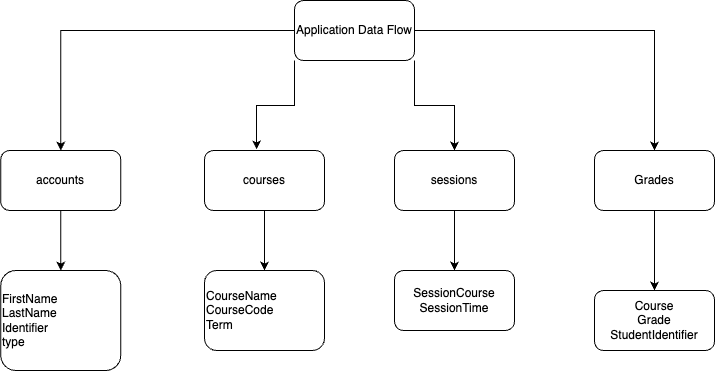 Application Data Flow
accounts
courses
sessions
Grades
FirstName
LastName
Identifier
type
CourseName
CourseCode
Term
SessionCourse
SessionTime
Course
Grade
StudentIdentifier